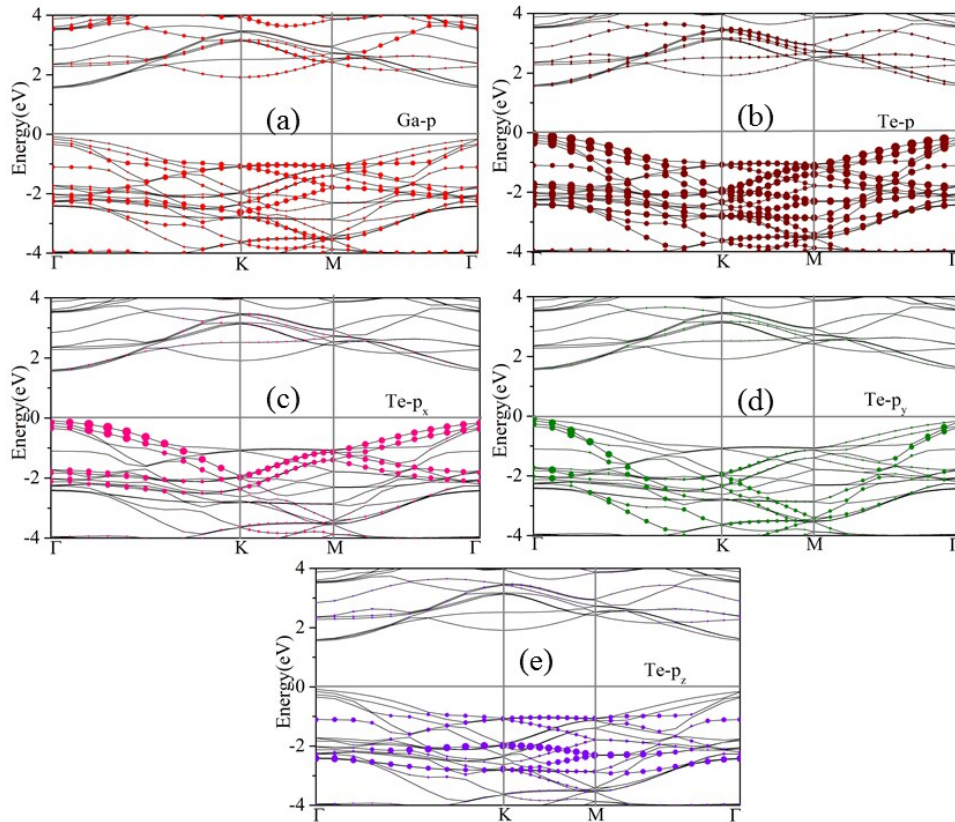 4
2
0
-2
-4
Energy(eV)
(a)
Ga-p
Γ
K
M
Γ
4
2
0
-2
-4
Energy(eV)
(b)
Te-p
Γ
K
M
Γ
4
2
0
-2
-4
Energy(eV)
(c)
Te-pₓ
Γ
K
M
Γ
4
2
0
-2
-4
Energy(eV)
(d)
Te-p_y
Γ
K
M
Γ
4
2
0
-2
-4
Energy(eV)
(e)
Te-p_z
Γ
K
M
Γ